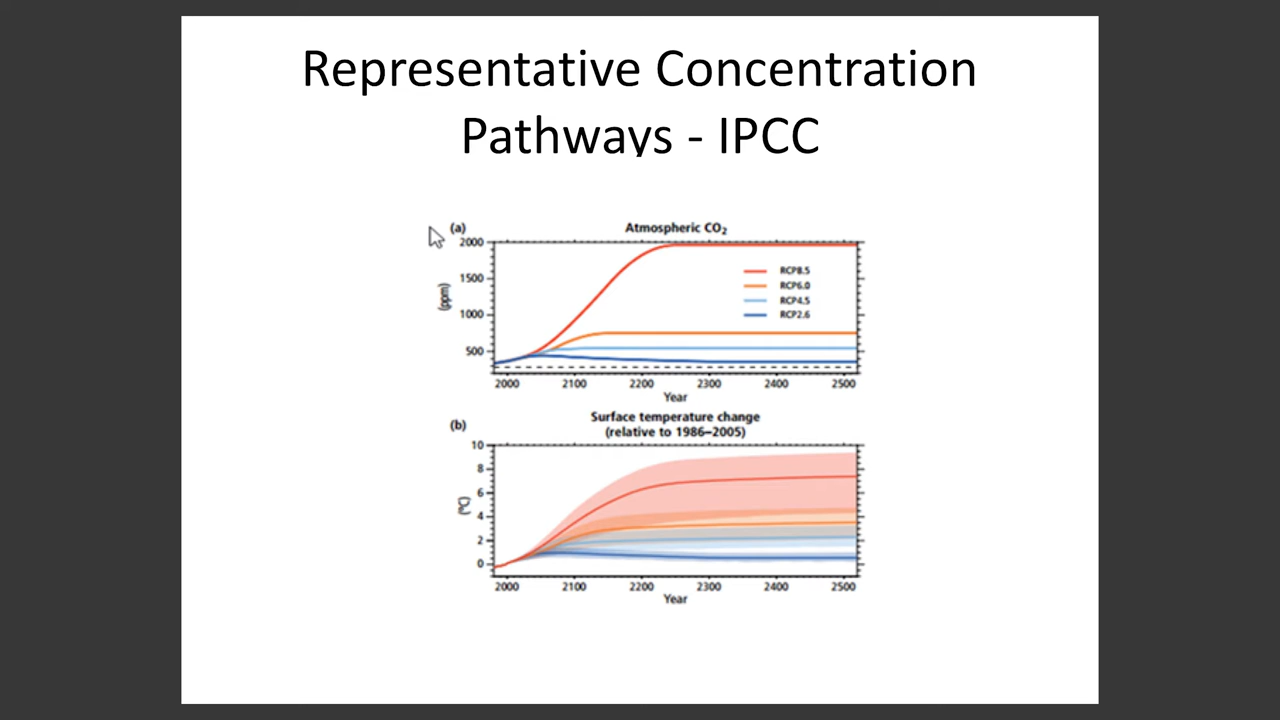 Representative Concentration
Pathways - IPCC
(a)
Atmospheric CO₂
2000
1500
1000
500
(ppm)
RCP8.5
RCP6.0
RCP4.5
RCP2.6
2000 2100 2200 2300 2400 2500
Year
(b)
Surface temperature change
(relative to 1986–2005)
10
8
6
4
2
0
(°C)
2000 2100 2200 2300 2400 2500
Year